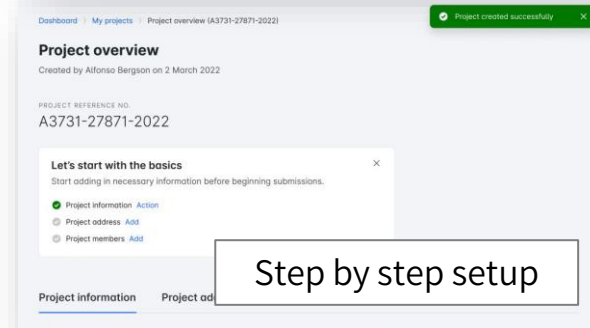 Dashboard | My projects | Project overview (A3731-27871-2022)
Project created successfully
Project overview
Created by Alfonso Bergson on 2 March 2022
PROJECT REFERENCE NO.
A3731-27871-2022
Let's start with the basics
Start adding in necessary information before beginning submissions.
Project information Action
Project address Add
Project members Add
Step by step setup
Project information Project ad